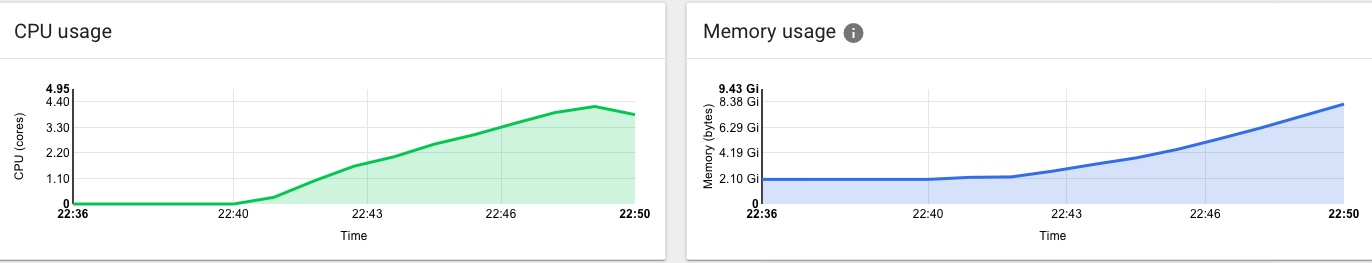 CPU usage
4.95
4.40
3.30
2.20
1.10
0
CPU (cores)
22:36
22:40
22:43
22:46
22:50
Time
Memory usage i
9.43 Gi
8.38 Gi
6.29 Gi
4.19 Gi
2.10 Gi
0
Memory (bytes)
22:36
22:40
22:43
22:46
22:50
Time